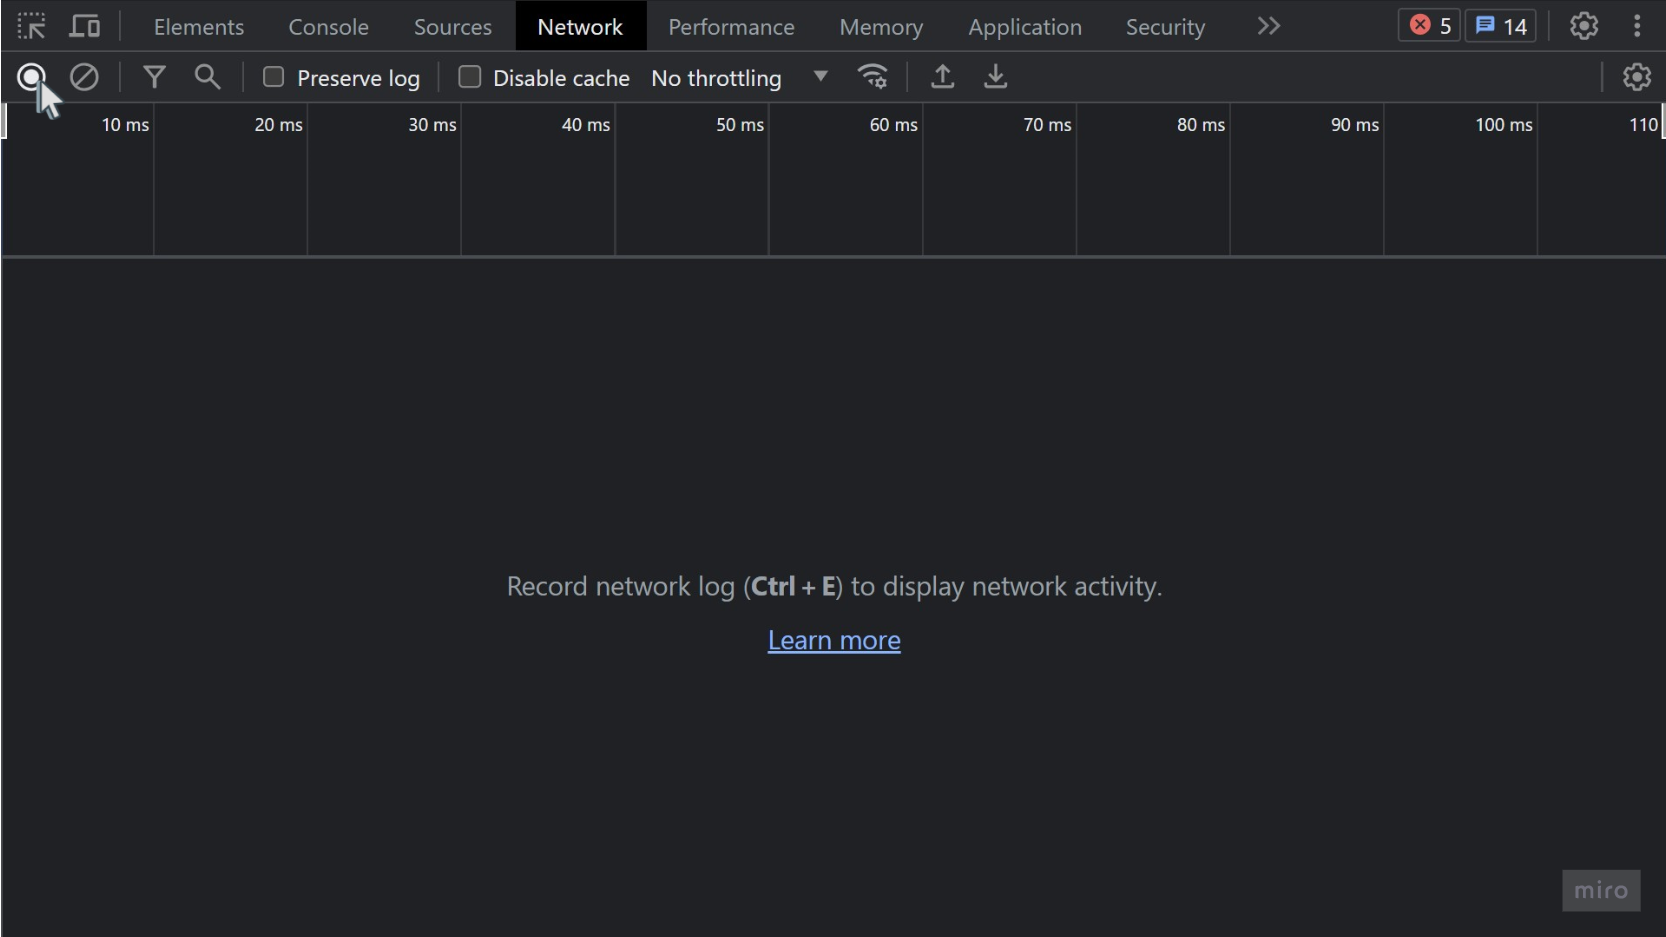 Elements Console Sources Network Performance Memory Application Security 5 14
Preserve log Disable cache No throttling
10 ms 20 ms 30 ms 40 ms 50 ms 60 ms 70 ms 80 ms 90 ms 100 ms 110
Record network log (Ctrl + E) to display network activity.
Learn more
miro